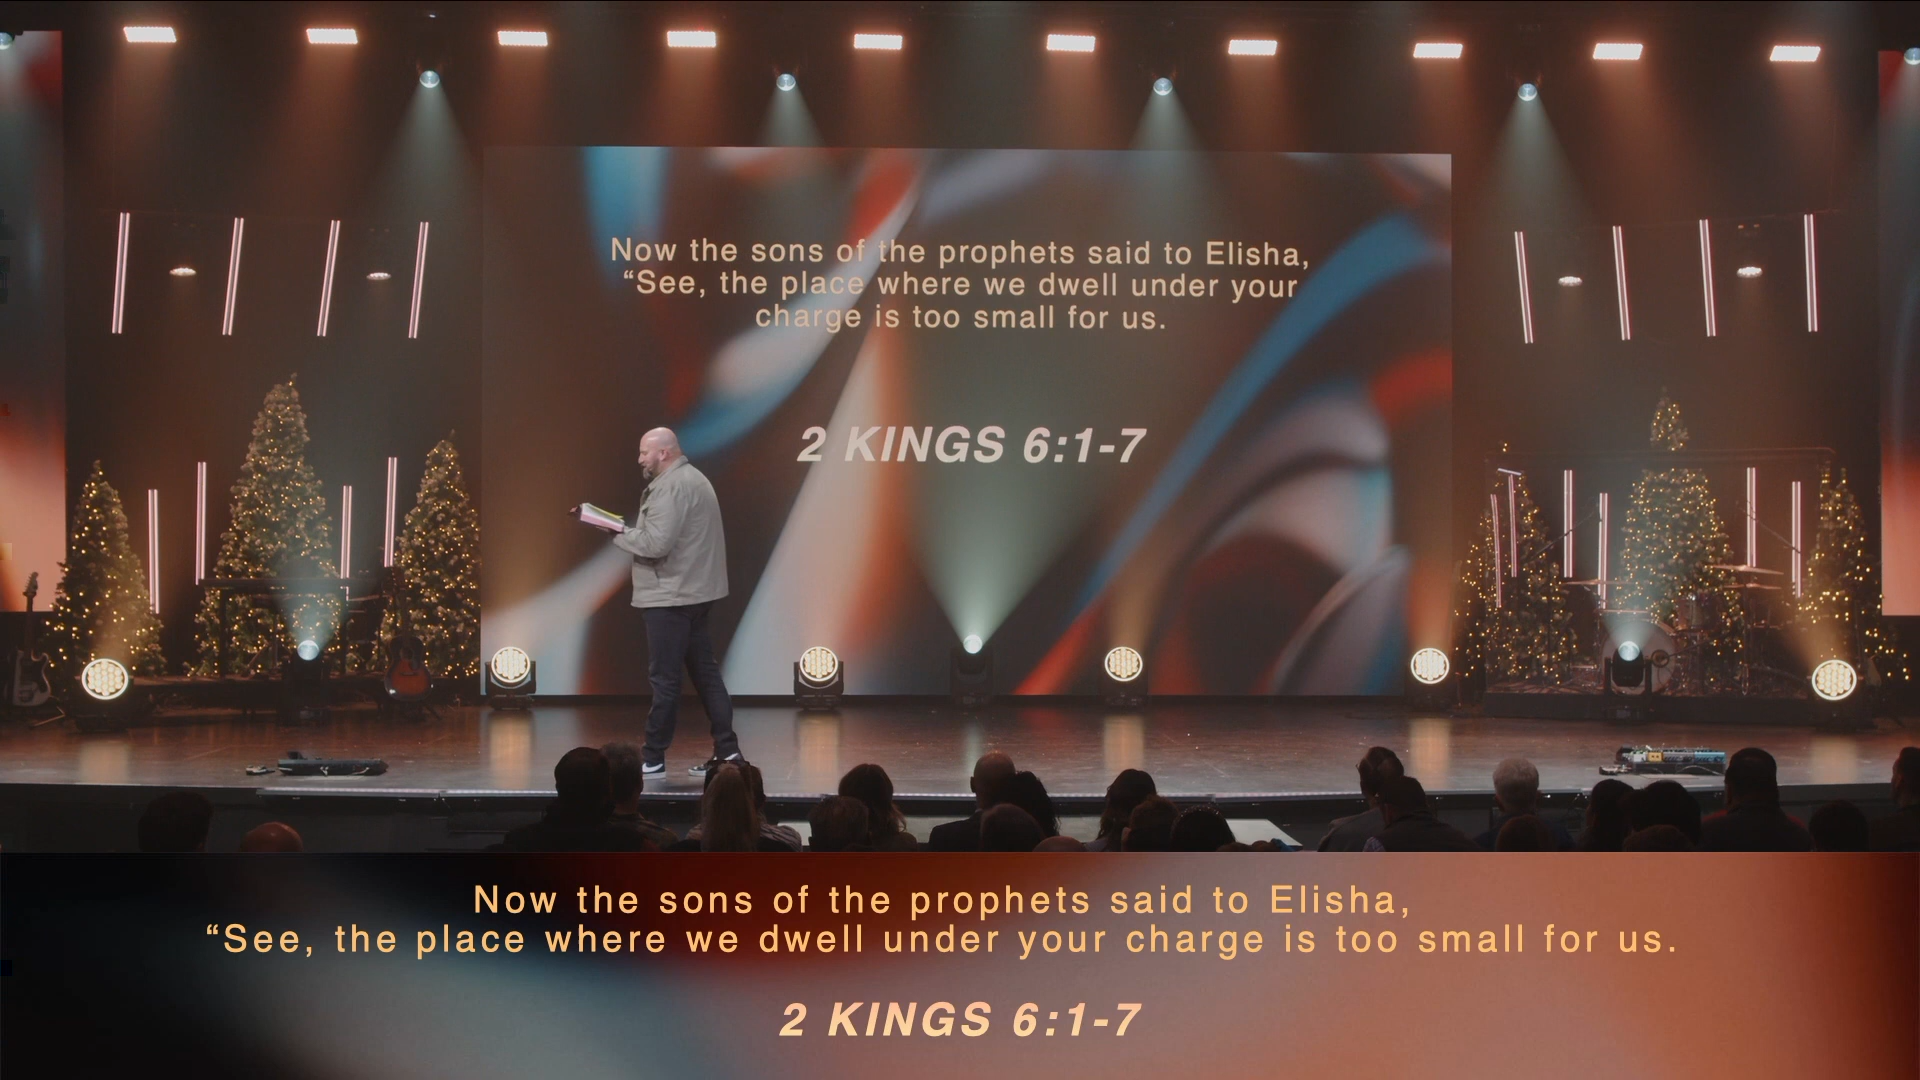 Now the sons of the prophets said to Elisha,
“See, the place where we dwell under your
charge is too small for us.
2 KINGS 6:1-7
Now the sons of the prophets said to Elisha,
“See, the place where we dwell under your charge is too small for us.
2 KINGS 6:1-7